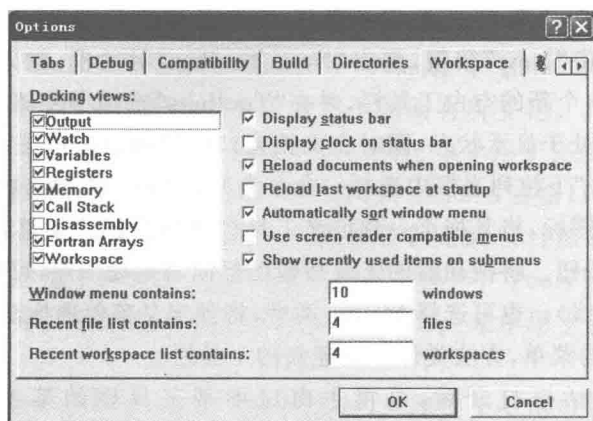 Options
Tabs Debug Compatibility Build Directories Workspace
Docking views:
Output
Watch
Variables
Registers
Memory
Call Stack
Disassembly
Fortran Arrays
Workspace
Display status bar
Display clock on status bar
Reload documents when opening workspace
Reload last workspace at startup
Automatically sort window menu
Use screen reader compatible menus
Show recently used items on submenus
Window menu contains: 10 windows
Recent file list contains: 4 files
Recent workspace list contains: 4 workspaces
OK Cancel